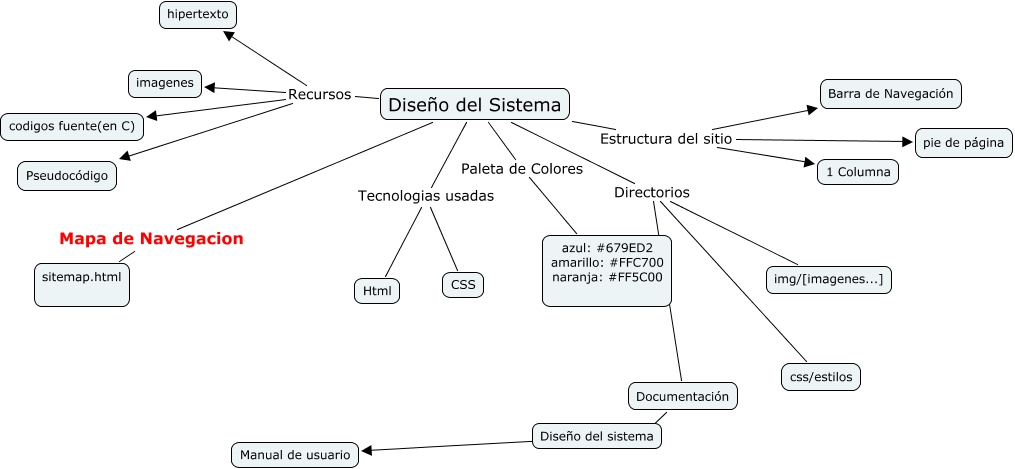 hipertexto
imagenes
Recursos
codigos fuente(en C)
Pseudocódigo
Diseño del Sistema
Barra de Navegación
Estructura del sitio
pie de página
1 Columna
Paleta de Colores
Tecnologias usadas
Directorios
Mapa de Navegacion
sitemap.html
Html
CSS
azul: #679ED2
amarillo: #FFC700
naranja: #FF5C00
img/[imagenes...]
css/estilos
Documentación
Diseño del sistema
Manual de usuario